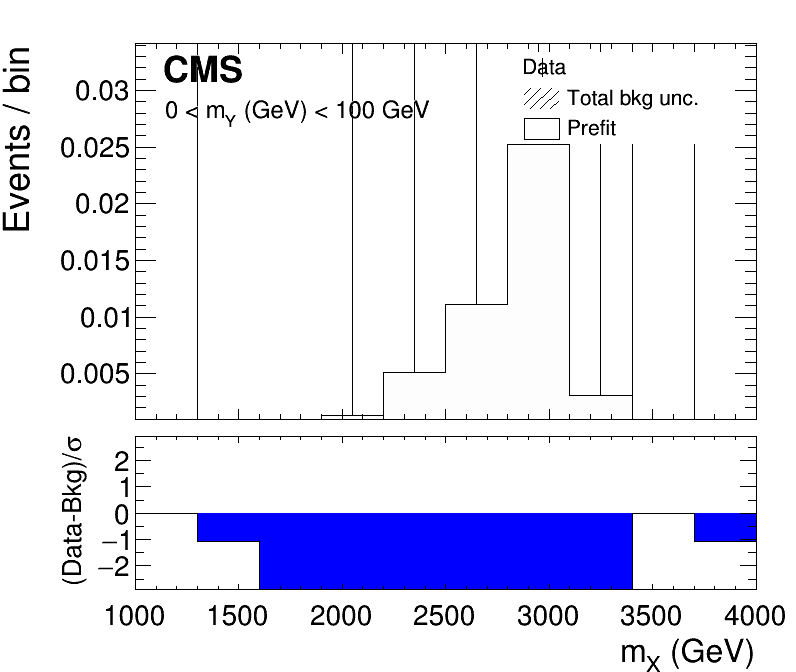 Events / bin
CMS
0 < mY (GeV) < 100 GeV
Data
Total bkg unc.
Prefit
0.03
0.025
0.02
0.015
0.01
0.005
(Data-Bkg)/σ
2
1
0
−1
−2
1000 1500 2000 2500 3000 3500 4000
mX (GeV)